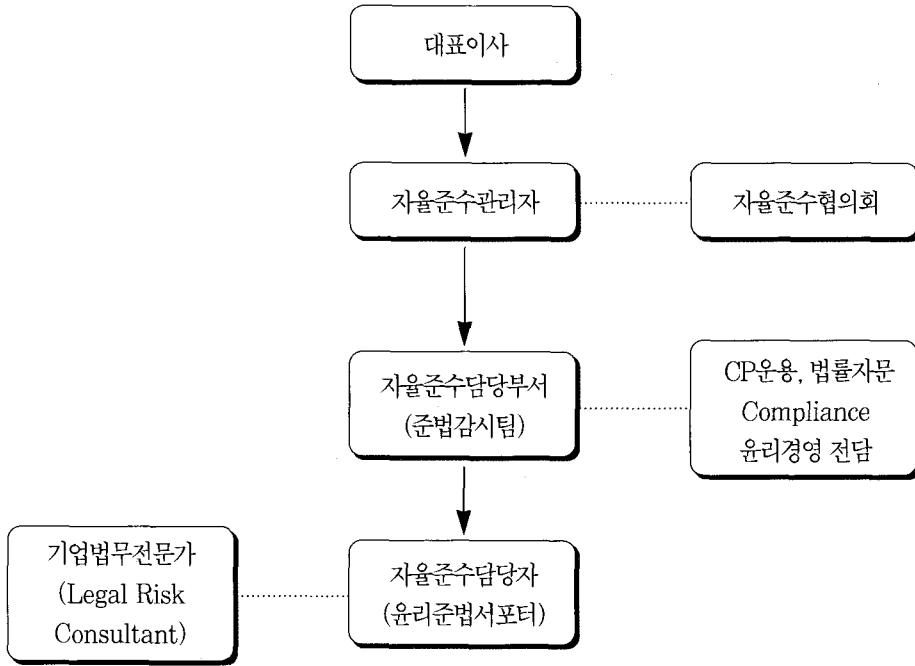 대표이사
자율준수관리자
자율준수협의회
자율준수담당부서
(준법감시팀)
CP운용, 법률자문
Compliance
윤리경영 전담
기업법무전문가
(Legal Risk
Consultant)
자율준수담당자
(윤리준법서포터)